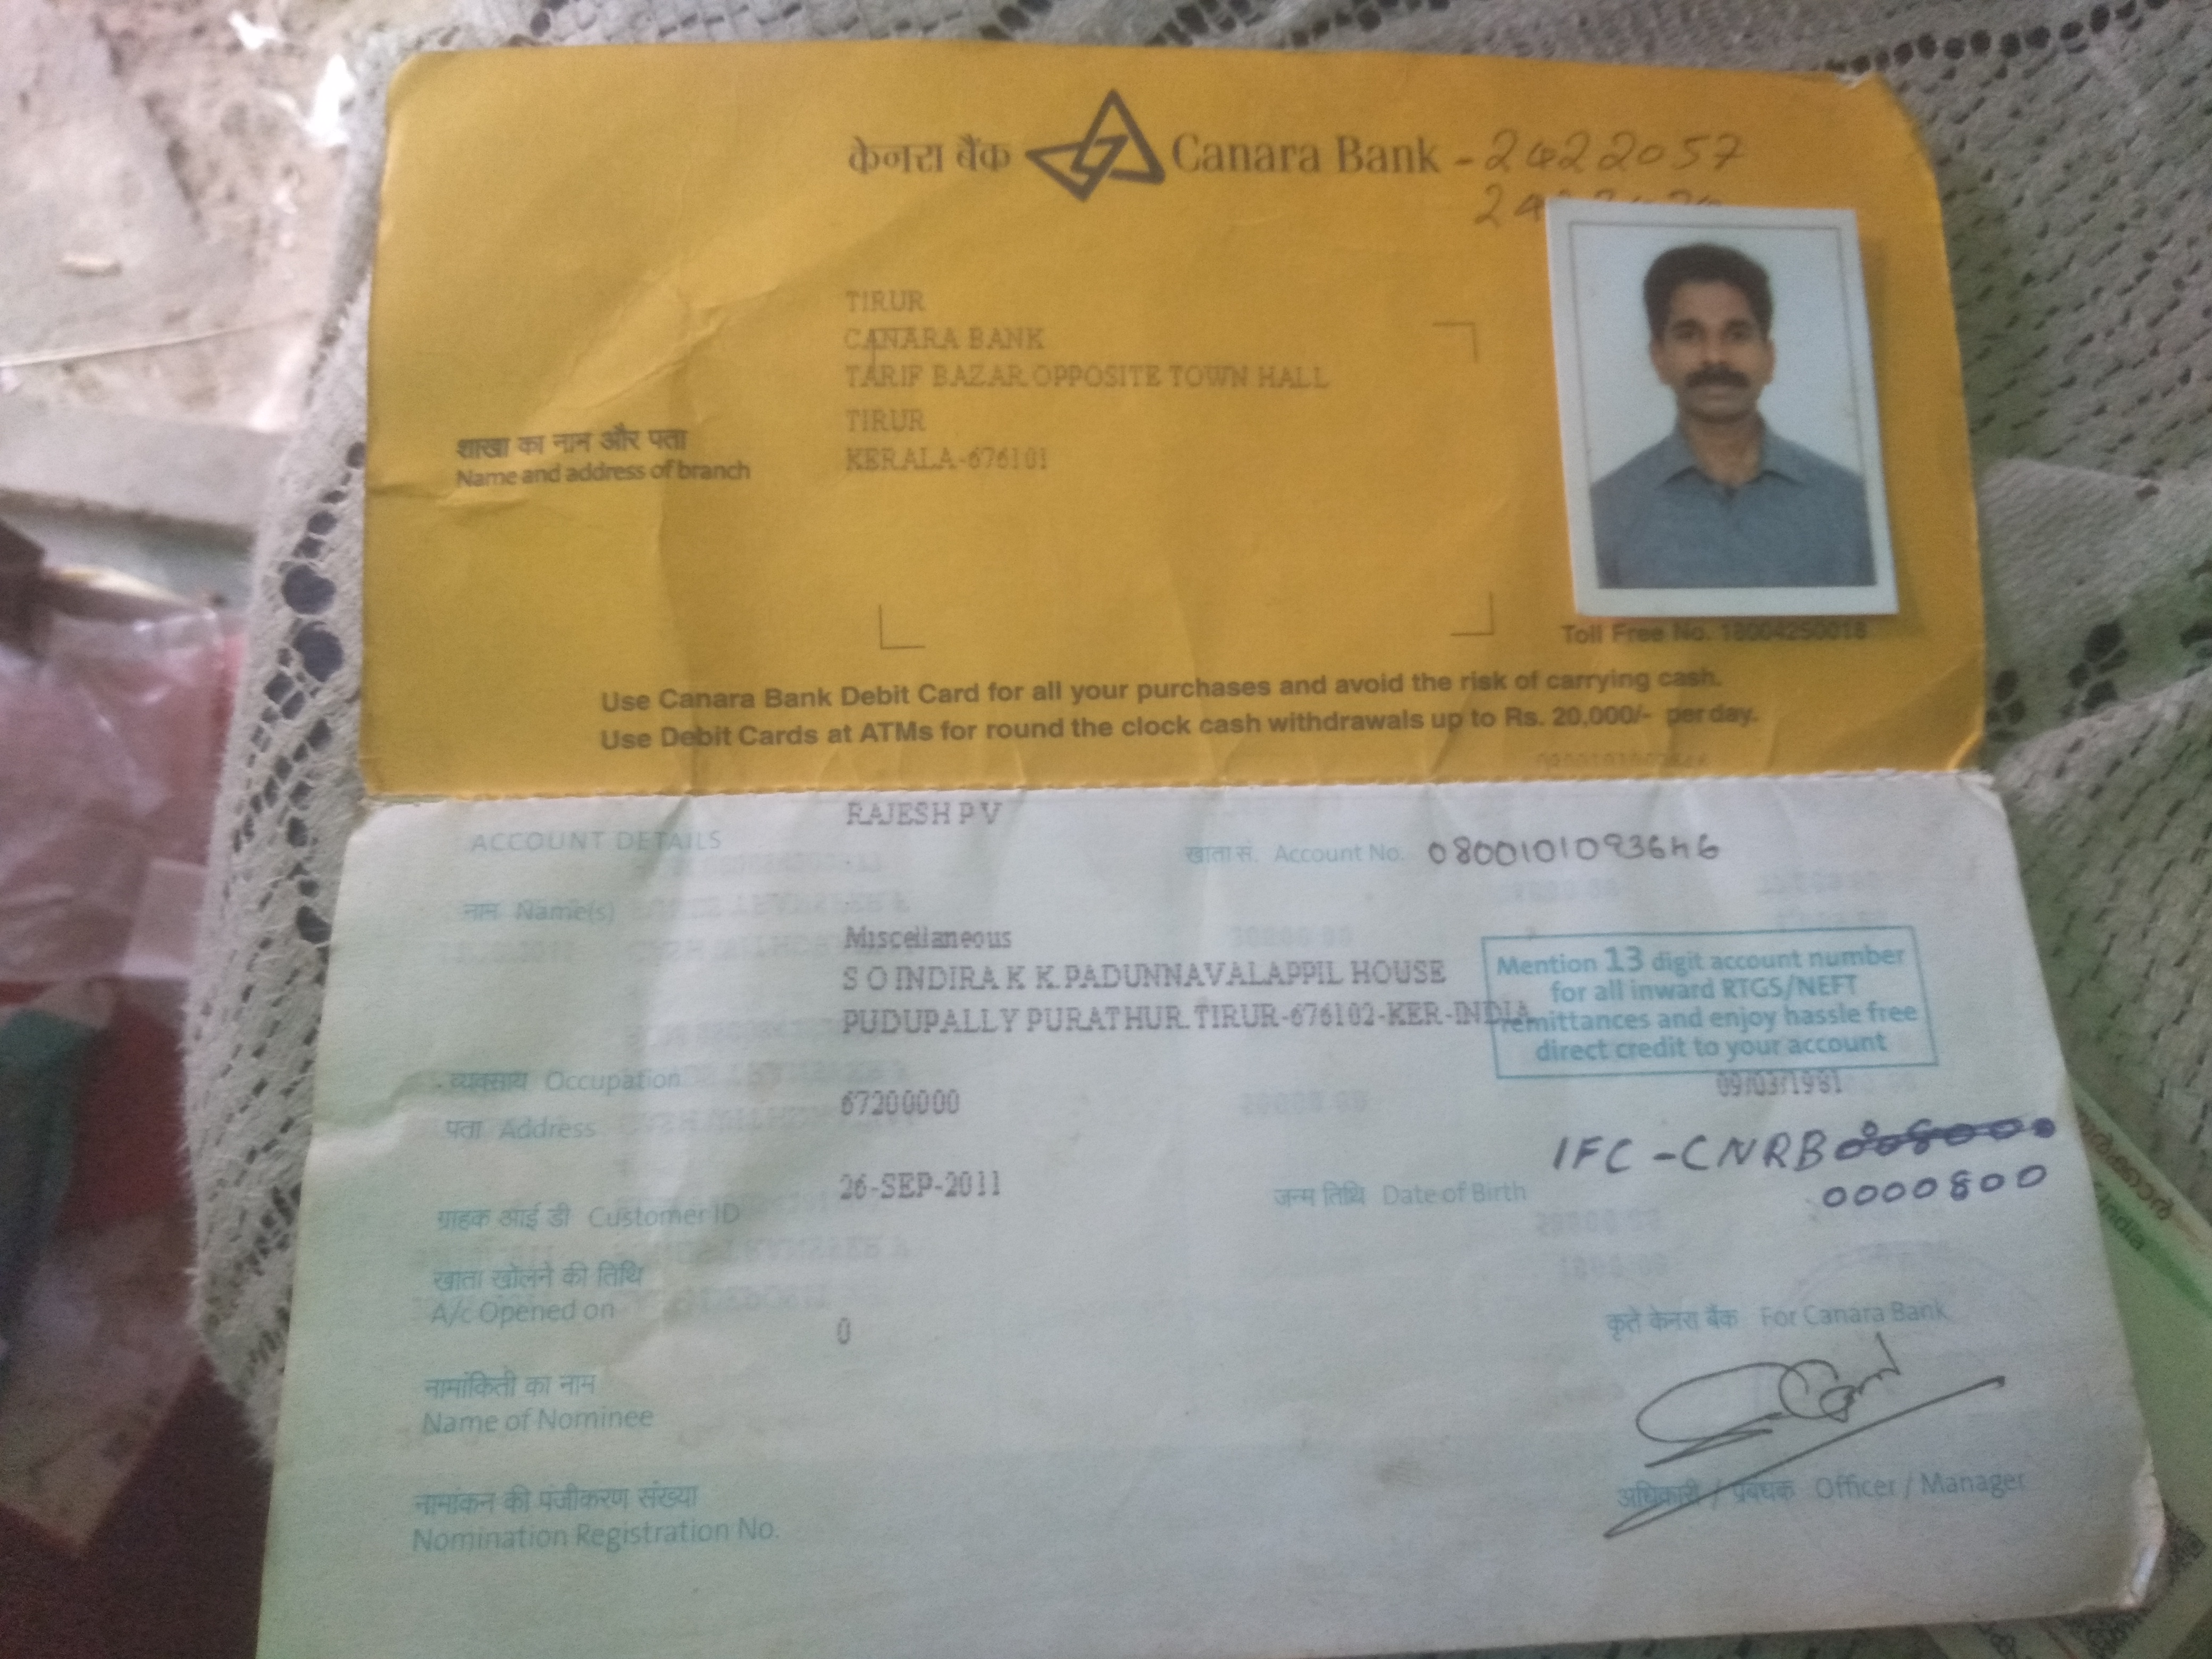 केनरा बैंक Canara Bank - 2422057
TIRUR
CANARA BANK
TARIF BAZAR OPPOSITE TOWN HALL
TIRUR
KERALA-676101
शाखा का नाम और पता
Name and address of branch
Toll Free No. 18004250018
Use Canara Bank Debit Card for all your purchases and avoid the risk of carrying cash.
Use Debit Cards at ATMs for round the clock cash withdrawals up to Rs. 20,000/- per day.
RAJESH P V
ACCOUNT DETAILS
खाता सं. Account No. 0800101093646
नाम Name(s)
Miscellaneous
S O INDIRA K K.PADUNNAVALAPPIL HOUSE
PUDUPALLY PURATHUR TIRUR-676102-KER-INDIA
Mention 13 digit account number
for all inward RTGS/NEFT
remittances and enjoy hassle free
direct credit to your account
व्यवसाय Occupation
67200000
09/03/1981
पता Address
IFC - CNRB
0000800
26-SEP-2011
जन्म तिथि Date of Birth
ग्राहक आई डी Customer ID
खाता खोलने की तिथि
A/c Opened on
0
कृते केनरा बैंक For Canara Bank
नामांकिती का नाम
Name of Nominee
अधिकारी / प्रबंधक Officer / Manager
नामांकन की पंजीकरण संख्या
Nomination Registration No.
India